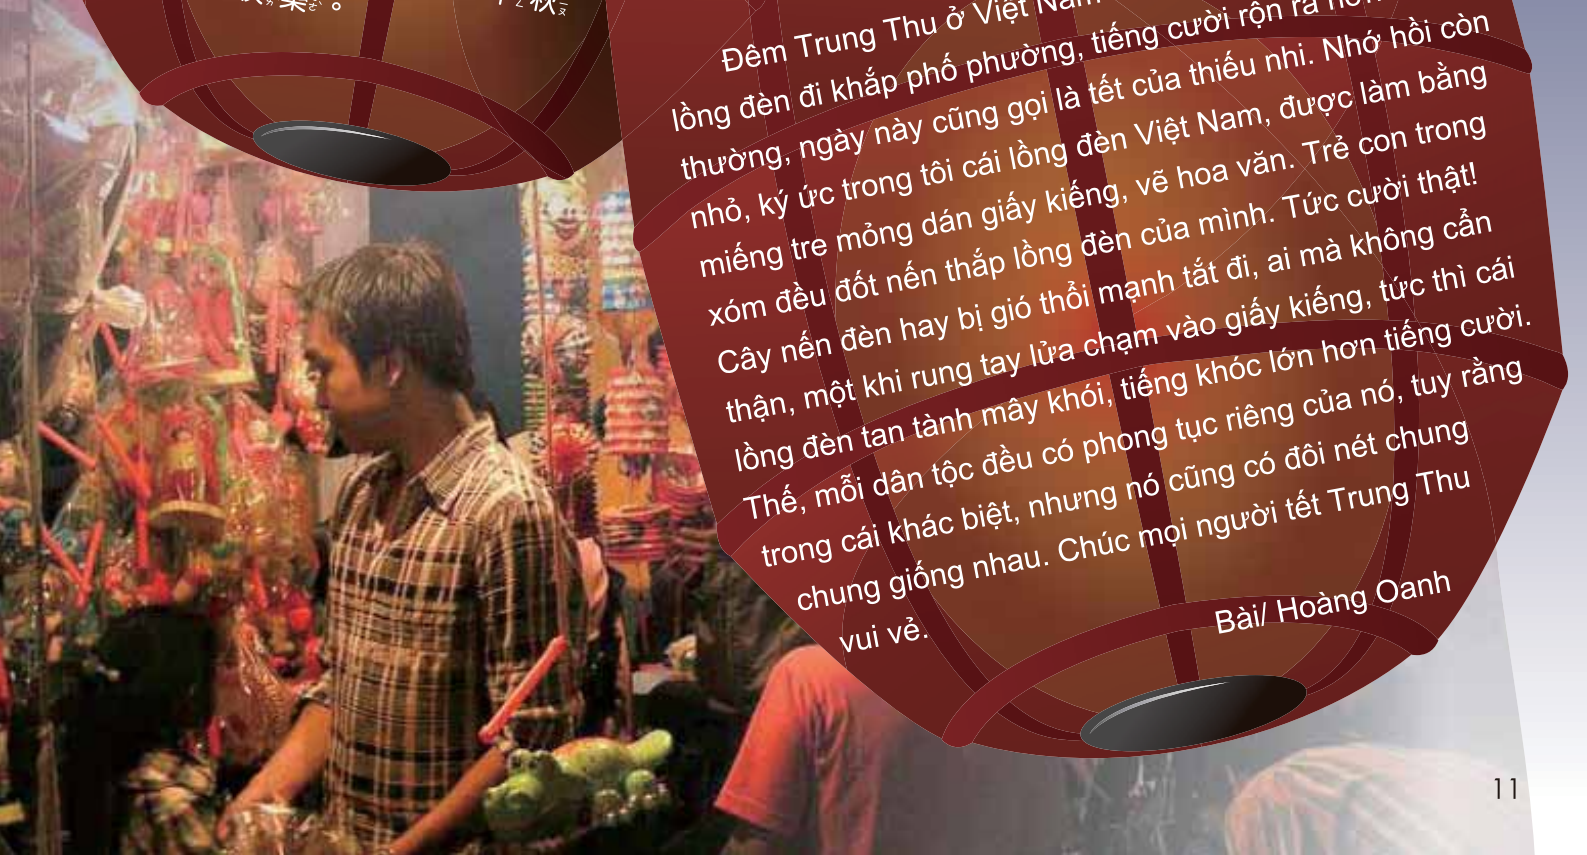 。
秋
Đêm Trung Thu ở Việt Nam
lồng đèn đi khắp phố phường, tiếng cười rộn rã
thường, ngày này cũng gọi là tết của thiếu nhi. Nhớ hồi còn
nhỏ, ký ức trong tôi cái lồng đèn Việt Nam, được làm bằng
miếng tre mỏng dán giấy kiếng, vẽ hoa văn. Trẻ con trong
xóm đều đốt nến thắp lồng đèn của mình. Tức cười thật!
Cây nến đèn hay bị gió thổi mạnh tắt đi, ai mà không cẩn
thận, một khi rung tay lửa chạm vào giấy kiếng, tức thì cái
lồng đèn tan tành mây khói, tiếng khóc lớn hơn tiếng cười.
Thế, mỗi dân tộc đều có phong tục riêng của nó, tuy rằng
trong cái khác biệt, nhưng nó cũng có đôi nét chung
chung giống nhau. Chúc mọi người tết Trung Thu
vui vẻ.
Bài/ Hoàng Oanh
11